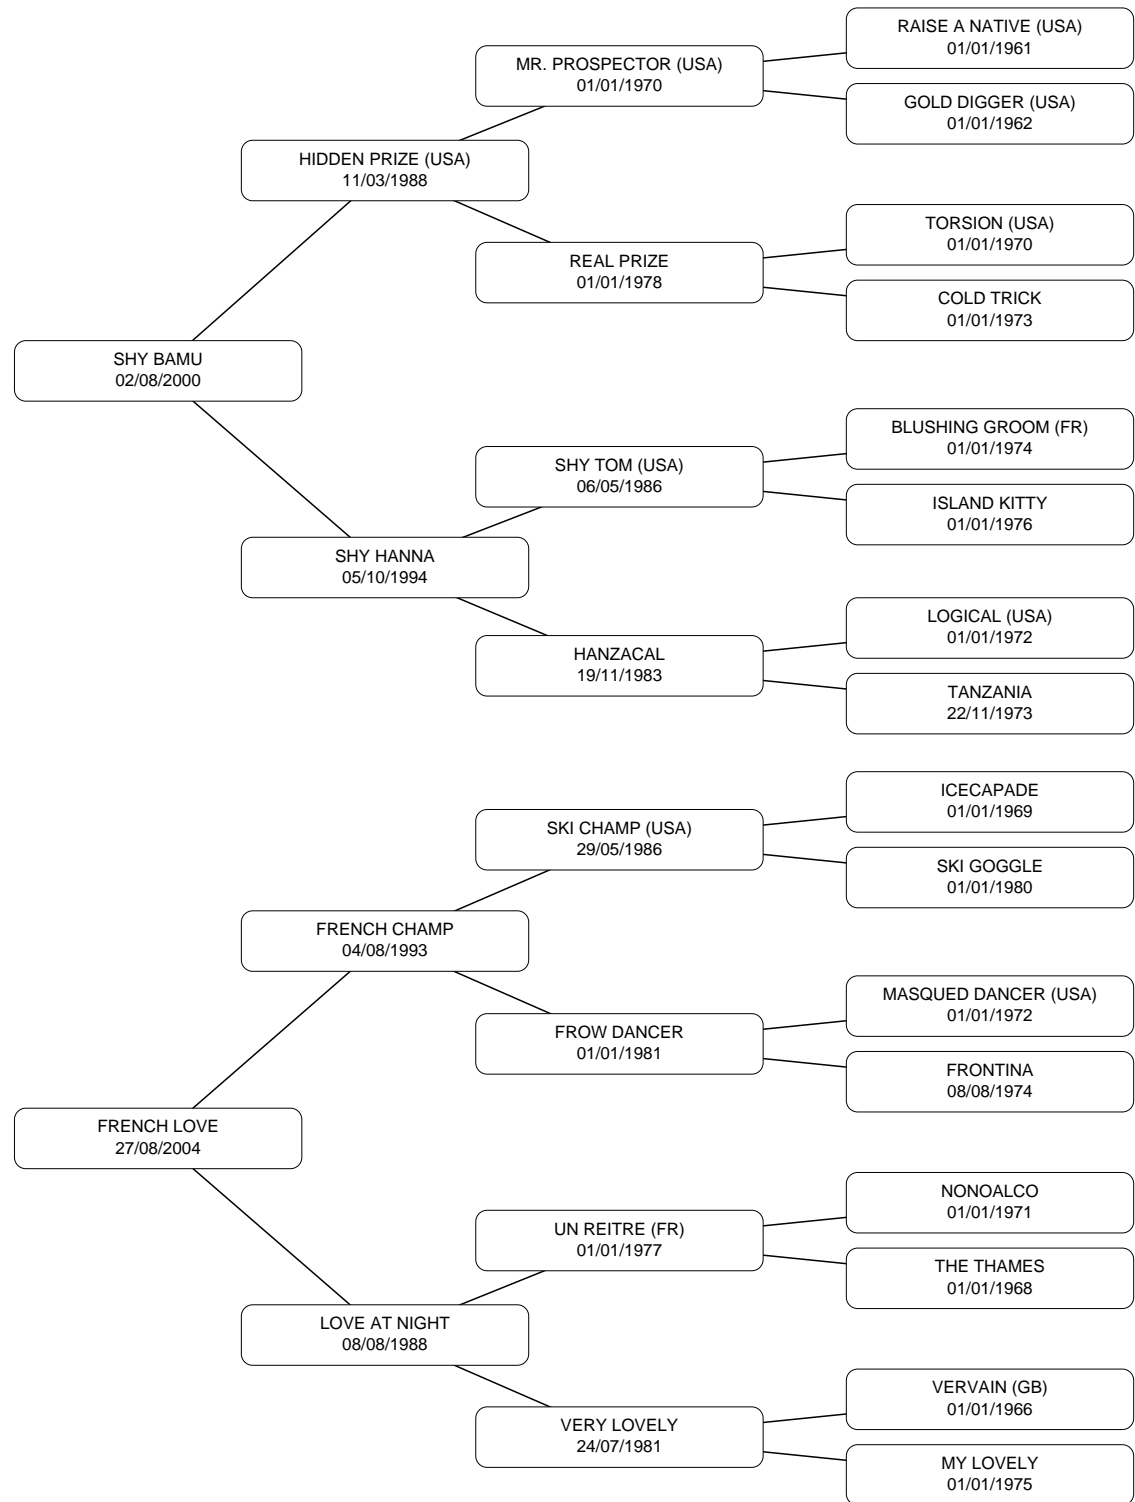 RAISE A NATIVE (USA)
01/01/1961
MR. PROSPECTOR (USA)
01/01/1970
GOLD DIGGER (USA)
01/01/1962
HIDDEN PRIZE (USA)
11/03/1988
TORSION (USA)
01/01/1970
REAL PRIZE
01/01/1978
COLD TRICK
01/01/1973
SHY BAMU
02/08/2000
BLUSHING GROOM (FR)
01/01/1974
SHY TOM (USA)
06/05/1986
ISLAND KITTY
01/01/1976
SHY HANNA
05/10/1994
LOGICAL (USA)
01/01/1972
HANZACAL
19/11/1983
TANZANIA
22/11/1973
ICECAPADE
01/01/1969
SKI CHAMP (USA)
29/05/1986
SKI GOGGLE
01/01/1980
FRENCH CHAMP
04/08/1993
MASQUED DANCER (USA)
01/01/1972
FROW DANCER
01/01/1981
FRONTINA
08/08/1974
FRENCH LOVE
27/08/2004
NONOALCO
01/01/1971
UN REITRE (FR)
01/01/1977
THE THAMES
01/01/1968
LOVE AT NIGHT
08/08/1988
VERVAIN (GB)
01/01/1966
VERY LOVELY
24/07/1981
MY LOVELY
01/01/1975